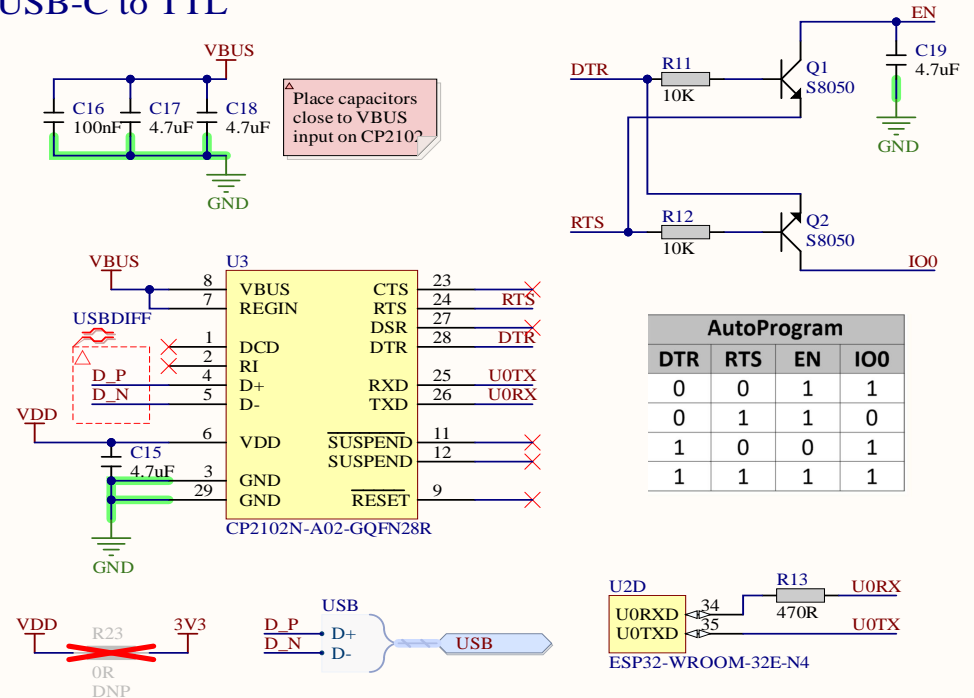 USB-C to TTL
VBUS
C16
100nF
C17
4.7uF
C18
4.7uF
GND
Place capacitors
close to VBUS
input on CP2102
DTR
R11
10K
Q1
S8050
EN
C19
4.7uF
GND
RTS
R12
10K
Q2
S8050
IO0
VBUS
USBDIFF
D_P
D_N
VDD
C15
4.7uF
GND
U3
8 VBUS
7 REGIN
1 DCD
2 RI
4 D+
5 D-
6 VDD
3 GND
29 GND
CTS 23
RTS 24 RTS
DSR 27
DTR 28 DTR
RXD 25 U0TX
TXD 26 U0RX
SUSPEND 11
SUSPEND 12
RESET 9
CP2102N-A02-GQFN28R
AutoProgram
DTR RTS EN IO0
0 0 1 1
0 1 1 0
1 0 0 1
1 1 1 1
VDD
R23
0R
DNP
3V3
USB
D_P D+
D_N D-
USB
U2D
U0RXD 34
U0TXD 35
ESP32-WROOM-32E-N4
R13
470R
U0RX
U0TX